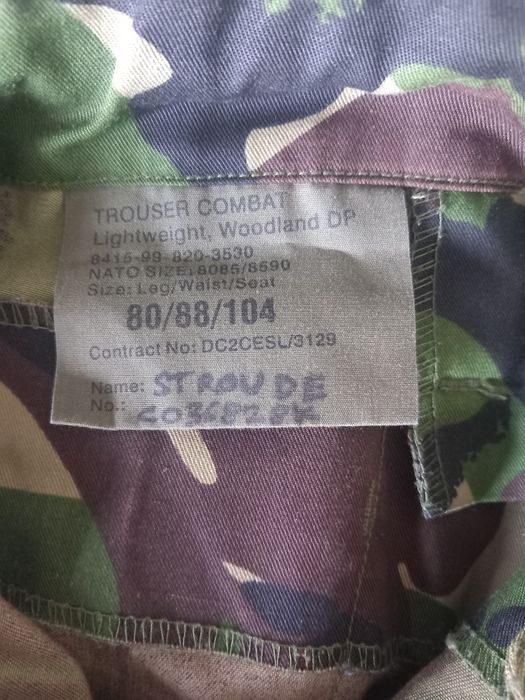 TROUSER COMBAT
Lightweight, Woodland DP
8415-99-820-3530
NATO SIZE: 8085/8590
Size: Leg/Waist/Seat
80/88/104
Contract No: DC2CESL/3129
Name: STROUDE
No.: